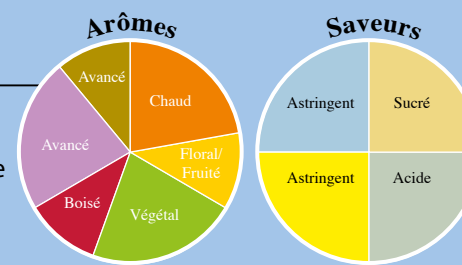 Arômes
Saveurs
Avancé
Chaud
Astringent
Sucré
Avancé
Floral/
Fruité
e
Boisé
Végétal
Astringent
Acide